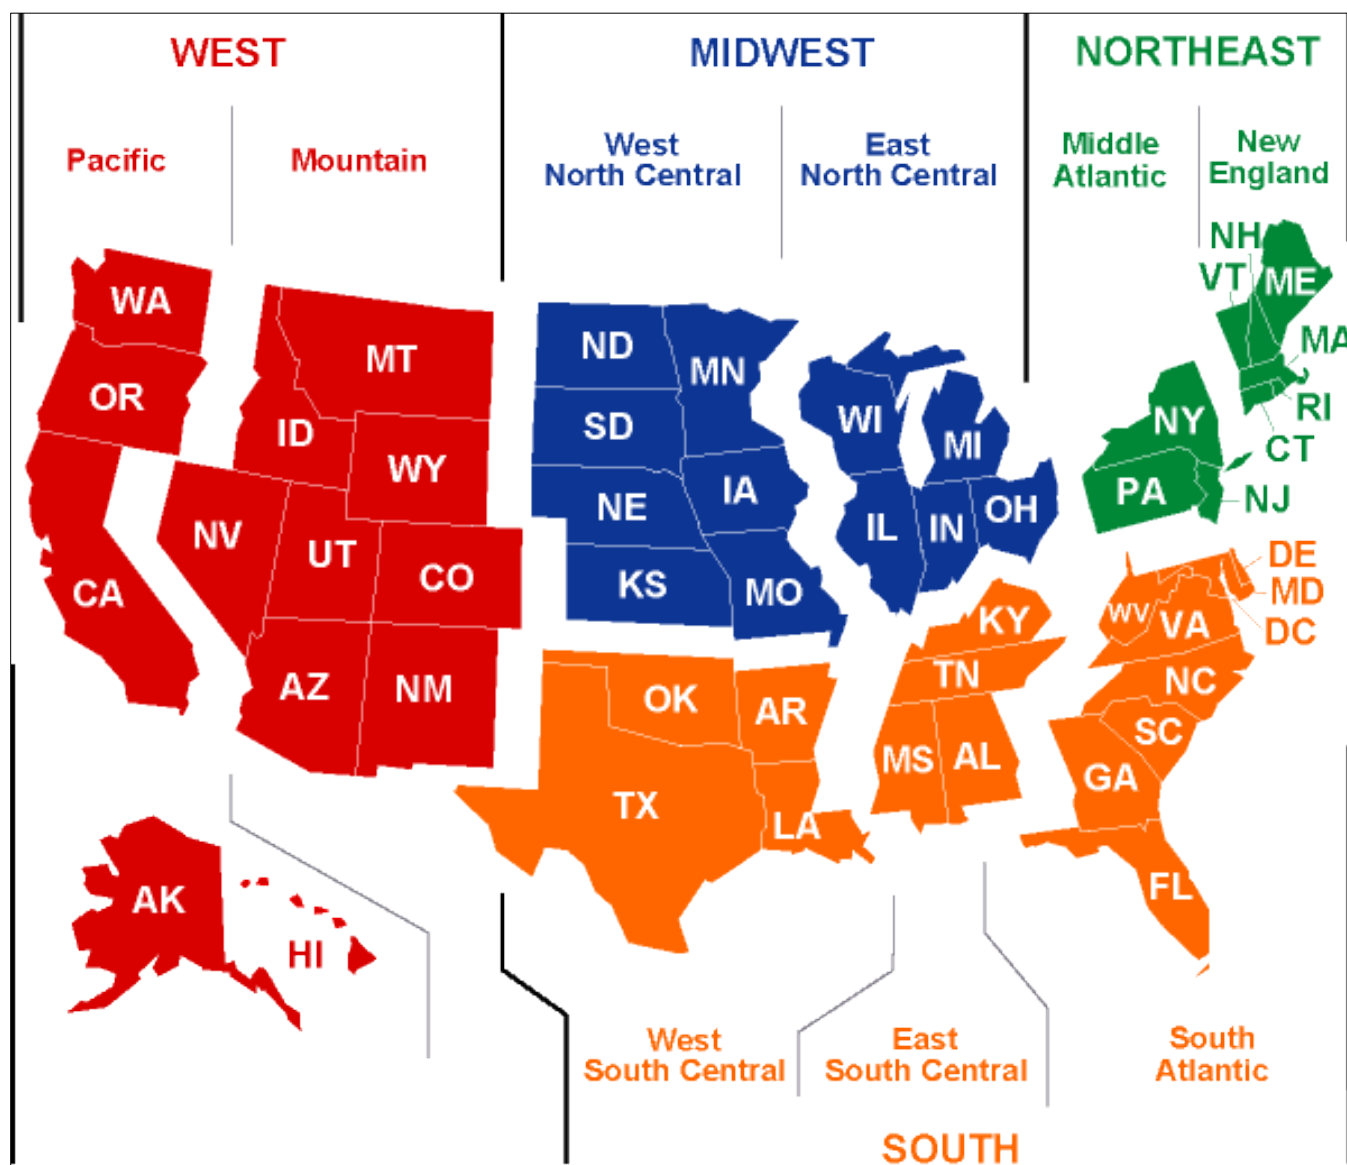 WEST
MIDWEST
NORTHEAST
Pacific
Mountain
West
North Central
East
North Central
Middle
Atlantic
New
England
WA
OR
CA
MT
ID
WY
NV
UT
CO
AZ
NM
AK
HI
ND
SD
NE
KS
MN
IA
MO
WI
MI
IL
IN
OH
NH
VT
ME
MA
RI
CT
NY
PA
NJ
DE
MD
DC
WV
VA
NC
SC
GA
FL
KY
TN
MS
AL
OK
AR
TX
LA
West
South Central
East
South Central
South
Atlantic
SOUTH